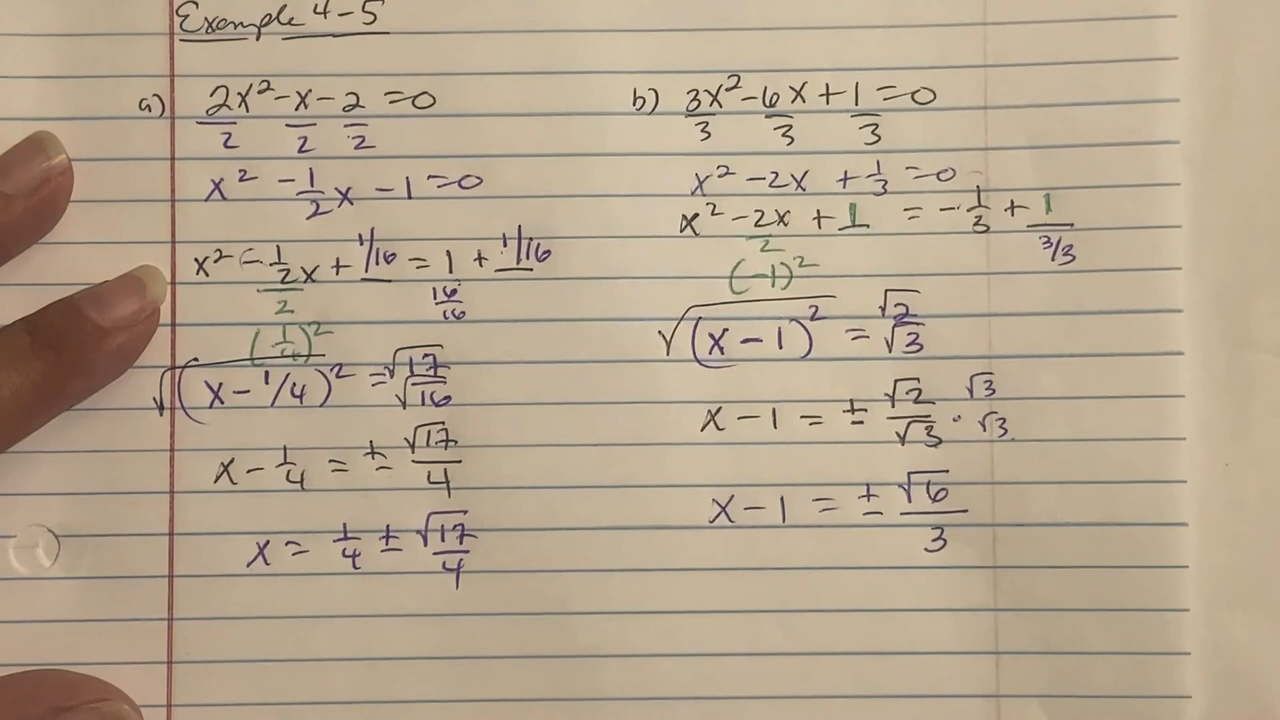 Example 4-5
a) 2x² - x - 2 = 0
2 2 2
x² - 1/2 x - 1 = 0
x² - 1/2 x + 1/16 = 1 + 1/16
2 16/16
(1/4)²
√(x - 1/4)² = √17/√16
x - 1/4 = ± √17/4
x = 1/4 ± √17/4
b) 3x² - 6x + 1 = 0
3 3 3
x² - 2x + 1/3 = 0
x² - 2x + 1 = - 1/3 + 1
2 3/3
(-1)²
√(x - 1)² = √2/√3
x - 1 = ± √2/√3 · √3/√3
x - 1 = ± √6/3